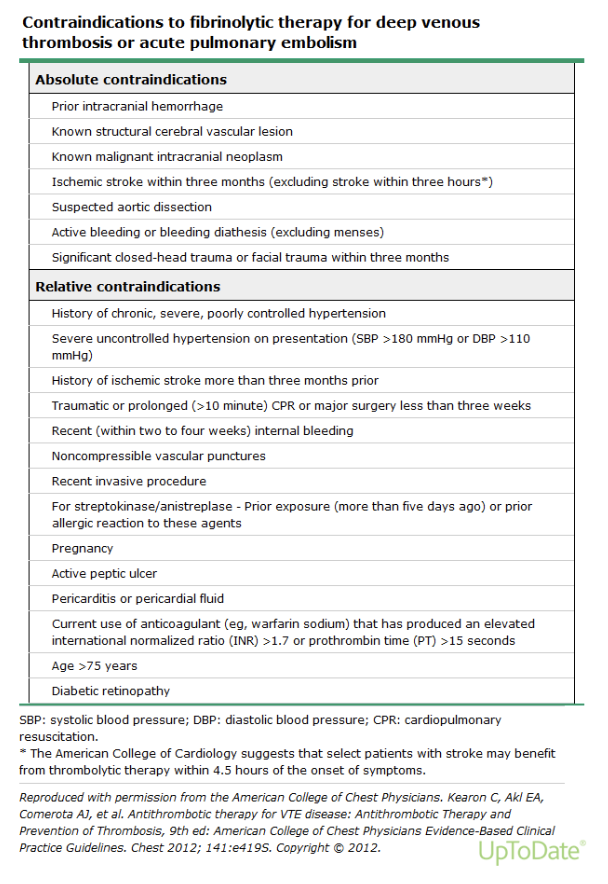 Contraindications to fibrinolytic therapy for deep venous
thrombosis or acute pulmonary embolism
Absolute contraindications
Prior intracranial hemorrhage
Known structural cerebral vascular lesion
Known malignant intracranial neoplasm
Ischemic stroke within three months (excluding stroke within three hours*)
Suspected aortic dissection
Active bleeding or bleeding diathesis (excluding menses)
Significant closed-head trauma or facial trauma within three months
Relative contraindications
History of chronic, severe, poorly controlled hypertension
Severe uncontrolled hypertension on presentation (SBP >180 mmHg or DBP >110
mmHg)
History of ischemic stroke more than three months prior
Traumatic or prolonged (>10 minute) CPR or major surgery less than three weeks
Recent (within two to four weeks) internal bleeding
Noncompressible vascular punctures
Recent invasive procedure
For streptokinase/anistreplase - Prior exposure (more than five days ago) or prior
allergic reaction to these agents
Pregnancy
Active peptic ulcer
Pericarditis or pericardial fluid
Current use of anticoagulant (eg, warfarin sodium) that has produced an elevated
international normalized ratio (INR) >1.7 or prothrombin time (PT) >15 seconds
Age >75 years
Diabetic retinopathy
SBP: systolic blood pressure; DBP: diastolic blood pressure; CPR: cardiopulmonary
resuscitation.
* The American College of Cardiology suggests that select patients with stroke may benefit
from thrombolytic therapy within 4.5 hours of the onset of symptoms.
Reproduced with permission from the American College of Chest Physicians. Kearon C, Akl EA,
Comerota AJ, et al. Antithrombotic therapy for VTE disease: Antithrombotic Therapy and
Prevention of Thrombosis, 9th ed: American College of Chest Physicians Evidence-Based Clinical
Practice Guidelines. Chest 2012; 141:e419S. Copyright © 2012.
UpToDate®